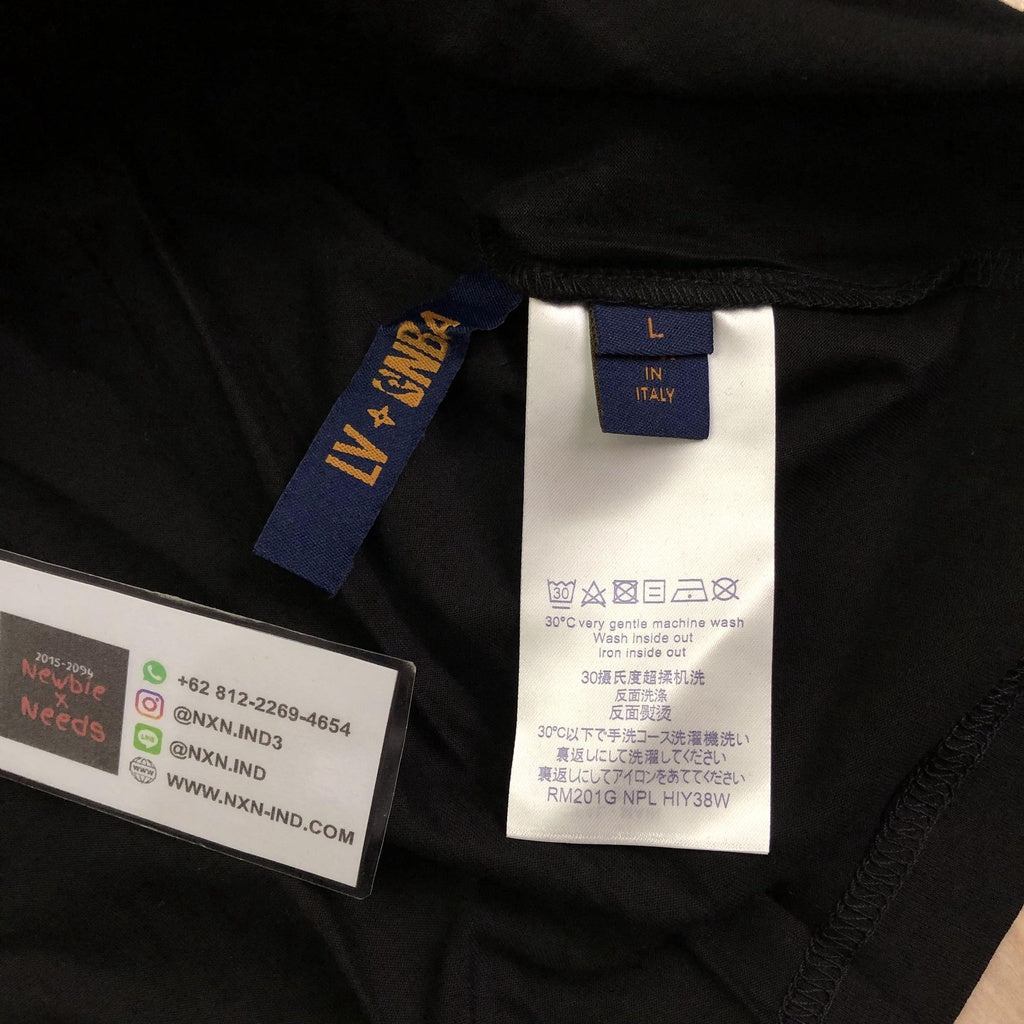 LV + NBA
L
IN
ITALY
30
30°C very gentle machine wash
Wash inside out
Iron inside out
30摄氏度超揉机洗
反面洗涤
反面熨烫
30℃以下で手洗コース洗濯機洗い
裏返しにして洗濯してください
裏返しにしてアイロンをあててください
RM201G NPL HIY38W
2015-2094
Newbie
x
Needs
+62 812-2269-4654
@NXN.IND3
LINE
@NXN.IND
WWW
WWW.NXN-IND.COM